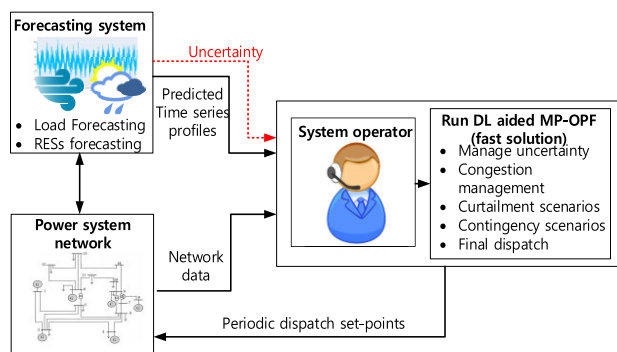 Forecasting system
• Load Forecasting
• RESs forecasting
Uncertainty
Predicted
Time series
profiles
System operator
Run DL aided MP-OPF
(fast solution)
• Manage uncertainty
• Congestion
management
• Curtailment scenarios
• Contingency scenarios
• Final dispatch
Power system
network
Network
data
Periodic dispatch set-points